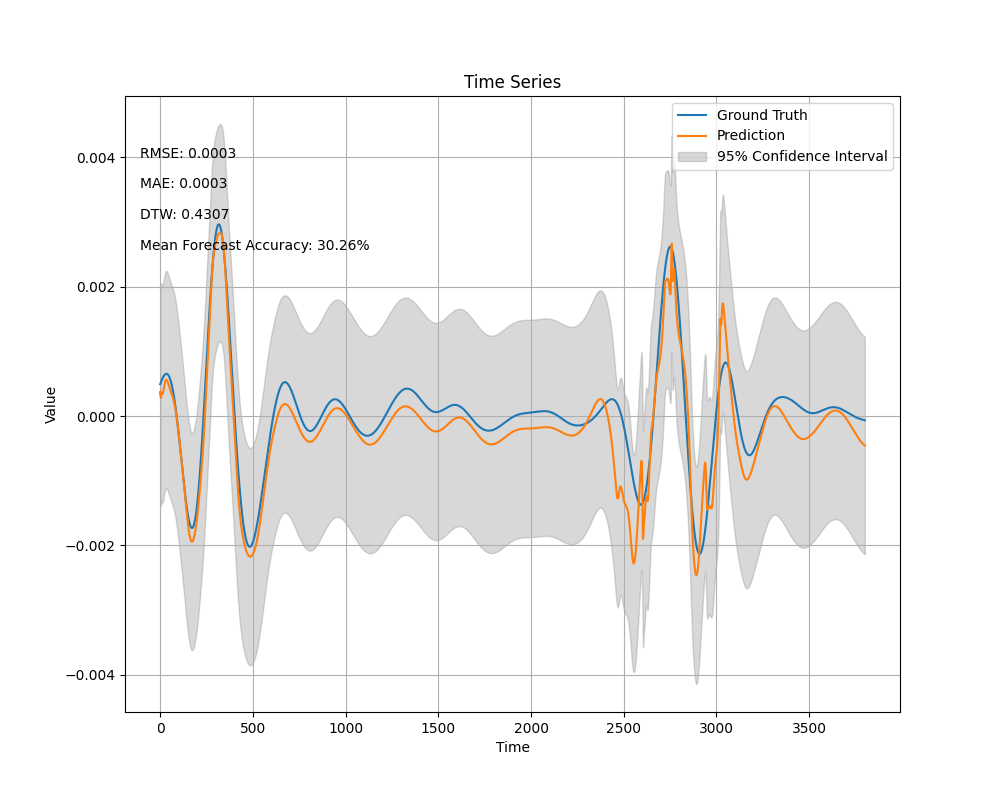 Time Series
Ground Truth
Prediction
95% Confidence Interval
RMSE: 0.0003
MAE: 0.0003
DTW: 0.4307
Mean Forecast Accuracy: 30.26%
Value
0.004
0.002
0.000
−0.002
−0.004
0 500 1000 1500 2000 2500 3000 3500
Time